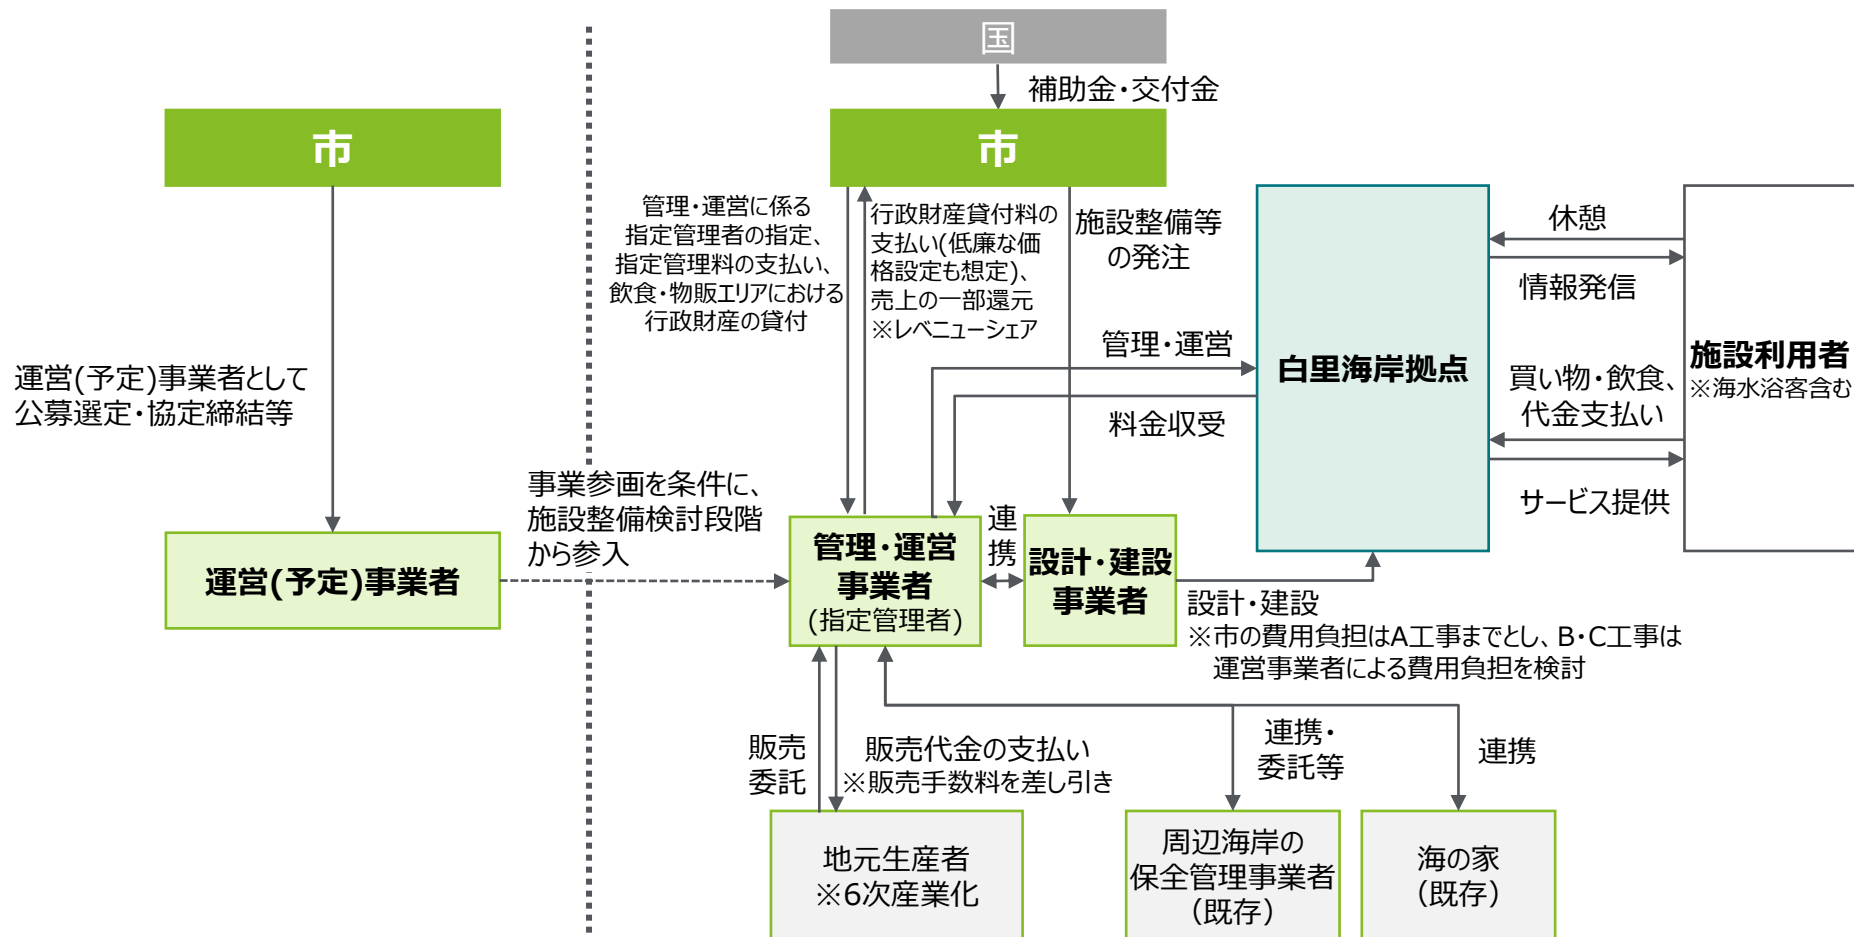 国
補助金・交付金
市
市
管理・運営に係る
指定管理者の指定、
指定管理料の支払い、
飲食・物販エリアにおける
行政財産の貸付
行政財産貸付料の
支払い(低廉な価
格設定も想定)、
売上の一部還元
※レベニューシェア
施設整備等
の発注
休憩
情報発信
管理・運営
白里海岸拠点
施設利用者
※海水浴客含む
買い物・飲食、
代金支払い
料金収受
サービス提供
運営(予定)事業者として
公募選定・協定締結等
事業参画を条件に、
施設整備検討段階
から参入
運営(予定)事業者
管理・運営
事業者
(指定管理者)
連
携
設計・建設
事業者
設計・建設
※市の費用負担はA工事までとし、B・C工事は
運営事業者による費用負担を検討
販売
委託
販売代金の支払い
※販売手数料を差し引き
連携・
委託等
連携
地元生産者
※6次産業化
周辺海岸の
保全管理事業者
（既存）
海の家
（既存）